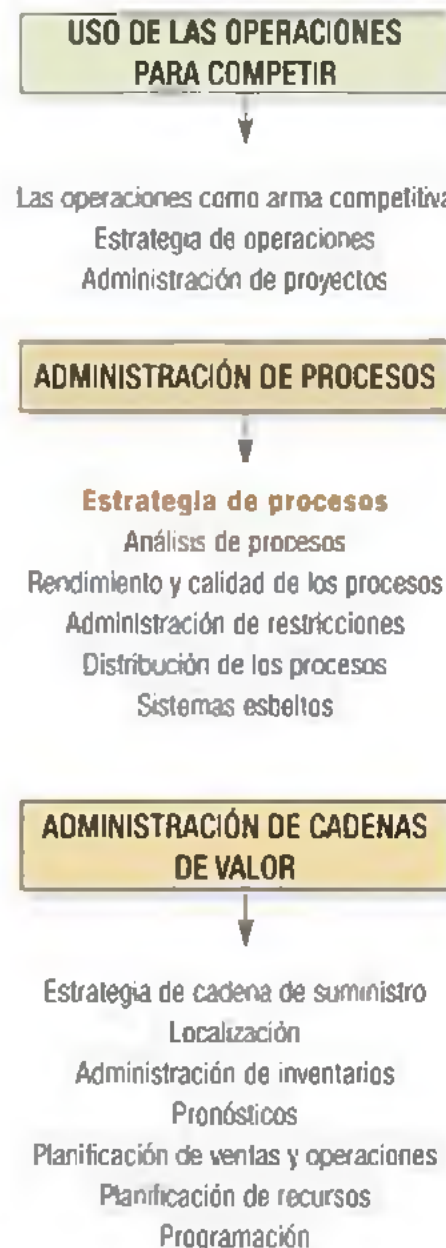 USO DE LAS OPERACIONES
PARA COMPETIR
Las operaciones como arma competitiva
Estrategia de operaciones
Administración de proyectos
ADMINISTRACIÓN DE PROCESOS
Estrategia de procesos
Análisis de procesos
Rendimiento y calidad de los procesos
Administración de restricciones
Distribución de los procesos
Sistemas esbeltos
ADMINISTRACIÓN DE CADENAS
DE VALOR
Estrategia de cadena de suministro
Localización
Administración de inventarios
Pronósticos
Planificación de ventas y operaciones
Planificación de recursos
Programación